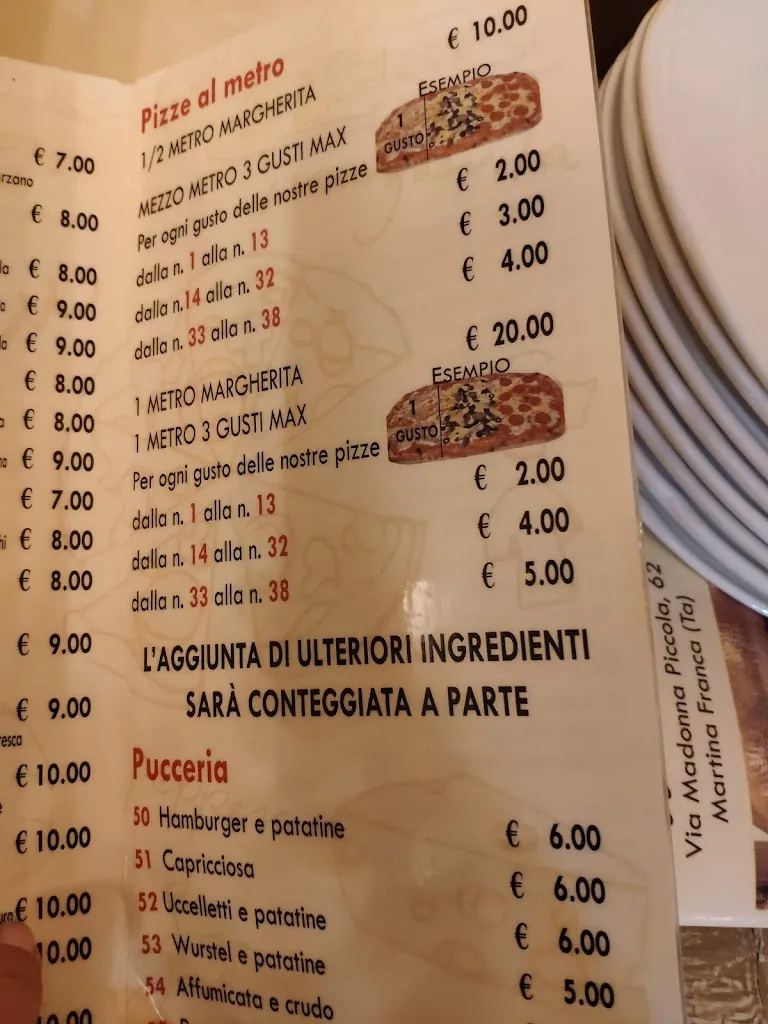 € 7.00
rzano
€ 8.00
€ 8.00
€ 9.00
€ 9.00
€ 8.00
€ 8.00
€ 9.00
€ 7.00
€ 8.00
€ 8.00
€ 9.00
€ 9.00
resca
€ 10.00
€ 10.00
€ 10.00
10.00
10.00
Pizze al metro
1/2 METRO MARGHERITA € 10.00
MEZZO METRO 3 GUSTI MAX
ESEMPIO
1
GUSTO
Per ogni gusto delle nostre pizze
dalla n. 1 alla n. 13 € 2.00
dalla n.14 alla n. 32 € 3.00
dalla n. 33 alla n. 38 € 4.00
1 METRO MARGHERITA € 20.00
1 METRO 3 GUSTI MAX
ESEMPIO
1
GUSTO
Per ogni gusto delle nostre pizze
dalla n. 1 alla n. 13 € 2.00
dalla n. 14 alla n. 32 € 4.00
dalla n. 33 alla n. 38 € 5.00
L'AGGIUNTA DI ULTERIORI INGREDIENTI
SARÀ CONTEGGIATA A PARTE
Pucceria
50 Hamburger e patatine € 6.00
51 Capricciosa € 6.00
52 Uccelletti e patatine € 6.00
53 Wurstel e patatine € 5.00
54 Affumicata e crudo
Via Madonna Piccola, 62
Martina Franca (Ta)